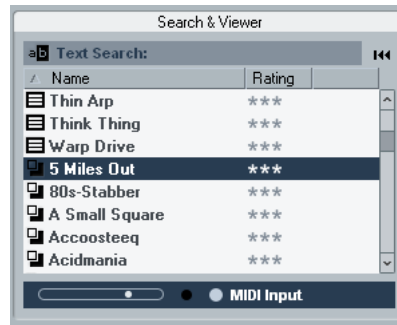 Search & Viewer
ab Text Search:
Name Rating
Thin Arp ***
Think Thing ***
Warp Drive ***
5 Miles Out ***
80s-Stabber ***
A Small Square ***
Accoosteeq ***
Acidmania ***
MIDI Input